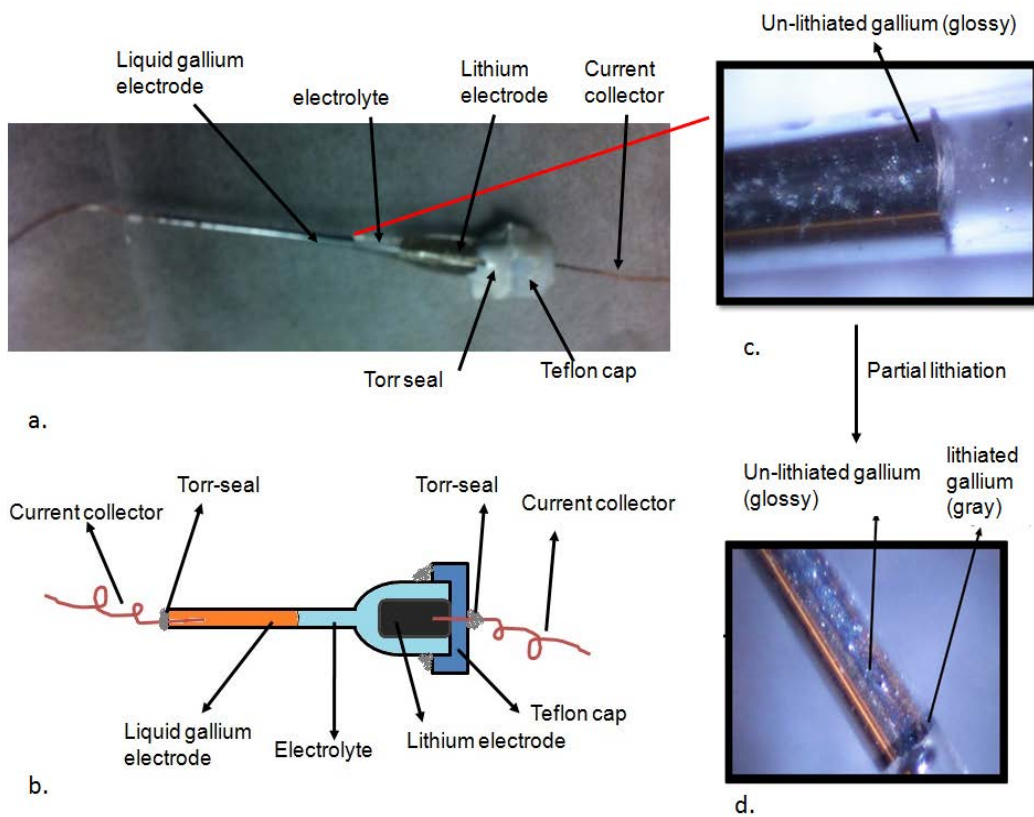 Liquid gallium
electrode
electrolyte
Lithium
electrode
Current
collector
Torr seal
Teflon cap
a.
Un-lithiated gallium (glossy)
c.
Partial lithiation
Un-lithiated gallium
(glossy)
lithiated
gallium
(gray)
d.
Current collector
Torr-seal
Torr-seal
Current collector
Liquid gallium
electrode
Electrolyte
Lithium electrode
Teflon cap
b.